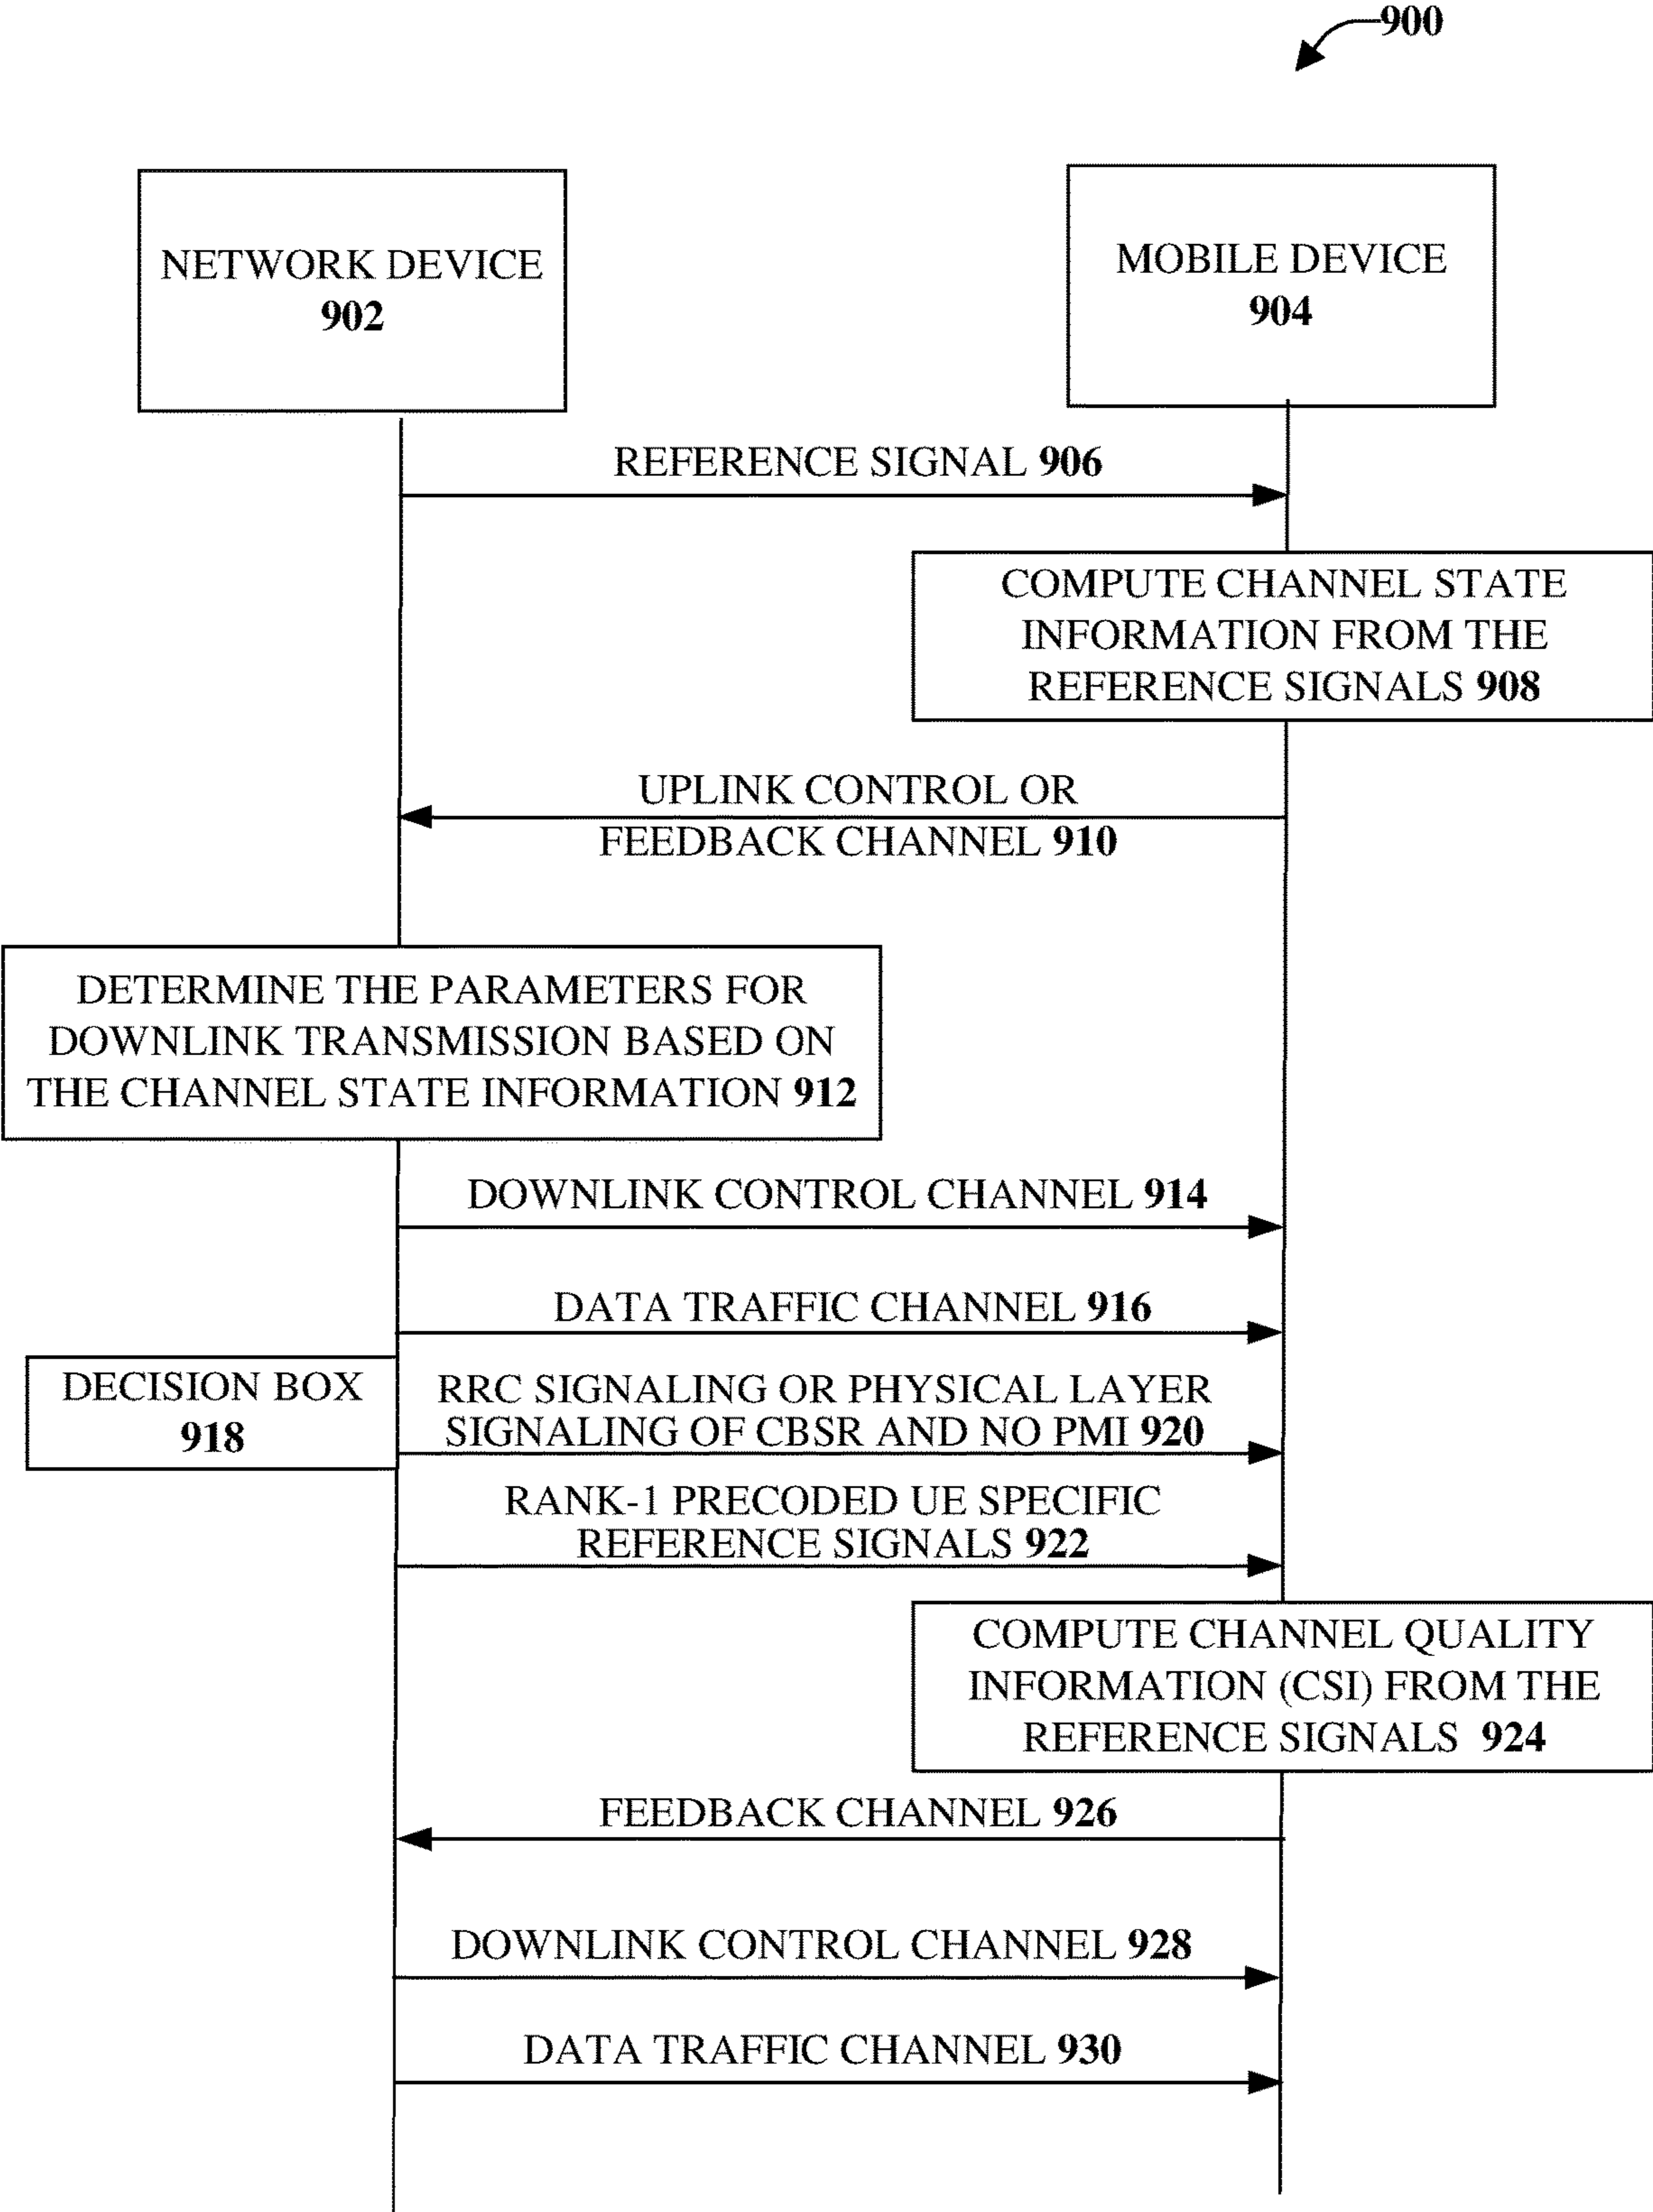 900
NETWORK DEVICE
902
MOBILE DEVICE
904
REFERENCE SIGNAL 906
COMPUTE CHANNEL STATE
INFORMATION FROM THE
REFERENCE SIGNALS 908
UPLINK CONTROL OR
FEEDBACK CHANNEL 910
DETERMINE THE PARAMETERS FOR
DOWNLINK TRANSMISSION BASED ON
THE CHANNEL STATE INFORMATION 912
DOWNLINK CONTROL CHANNEL 914
DATA TRAFFIC CHANNEL 916
DECISION BOX
918
RRC SIGNALING OR PHYSICAL LAYER
SIGNALING OF CBSR AND NO PMI 920
RANK-1 PRECODED UE SPECIFIC
REFERENCE SIGNALS 922
COMPUTE CHANNEL QUALITY
INFORMATION (CSI) FROM THE
REFERENCE SIGNALS 924
FEEDBACK CHANNEL 926
DOWNLINK CONTROL CHANNEL 928
DATA TRAFFIC CHANNEL 930